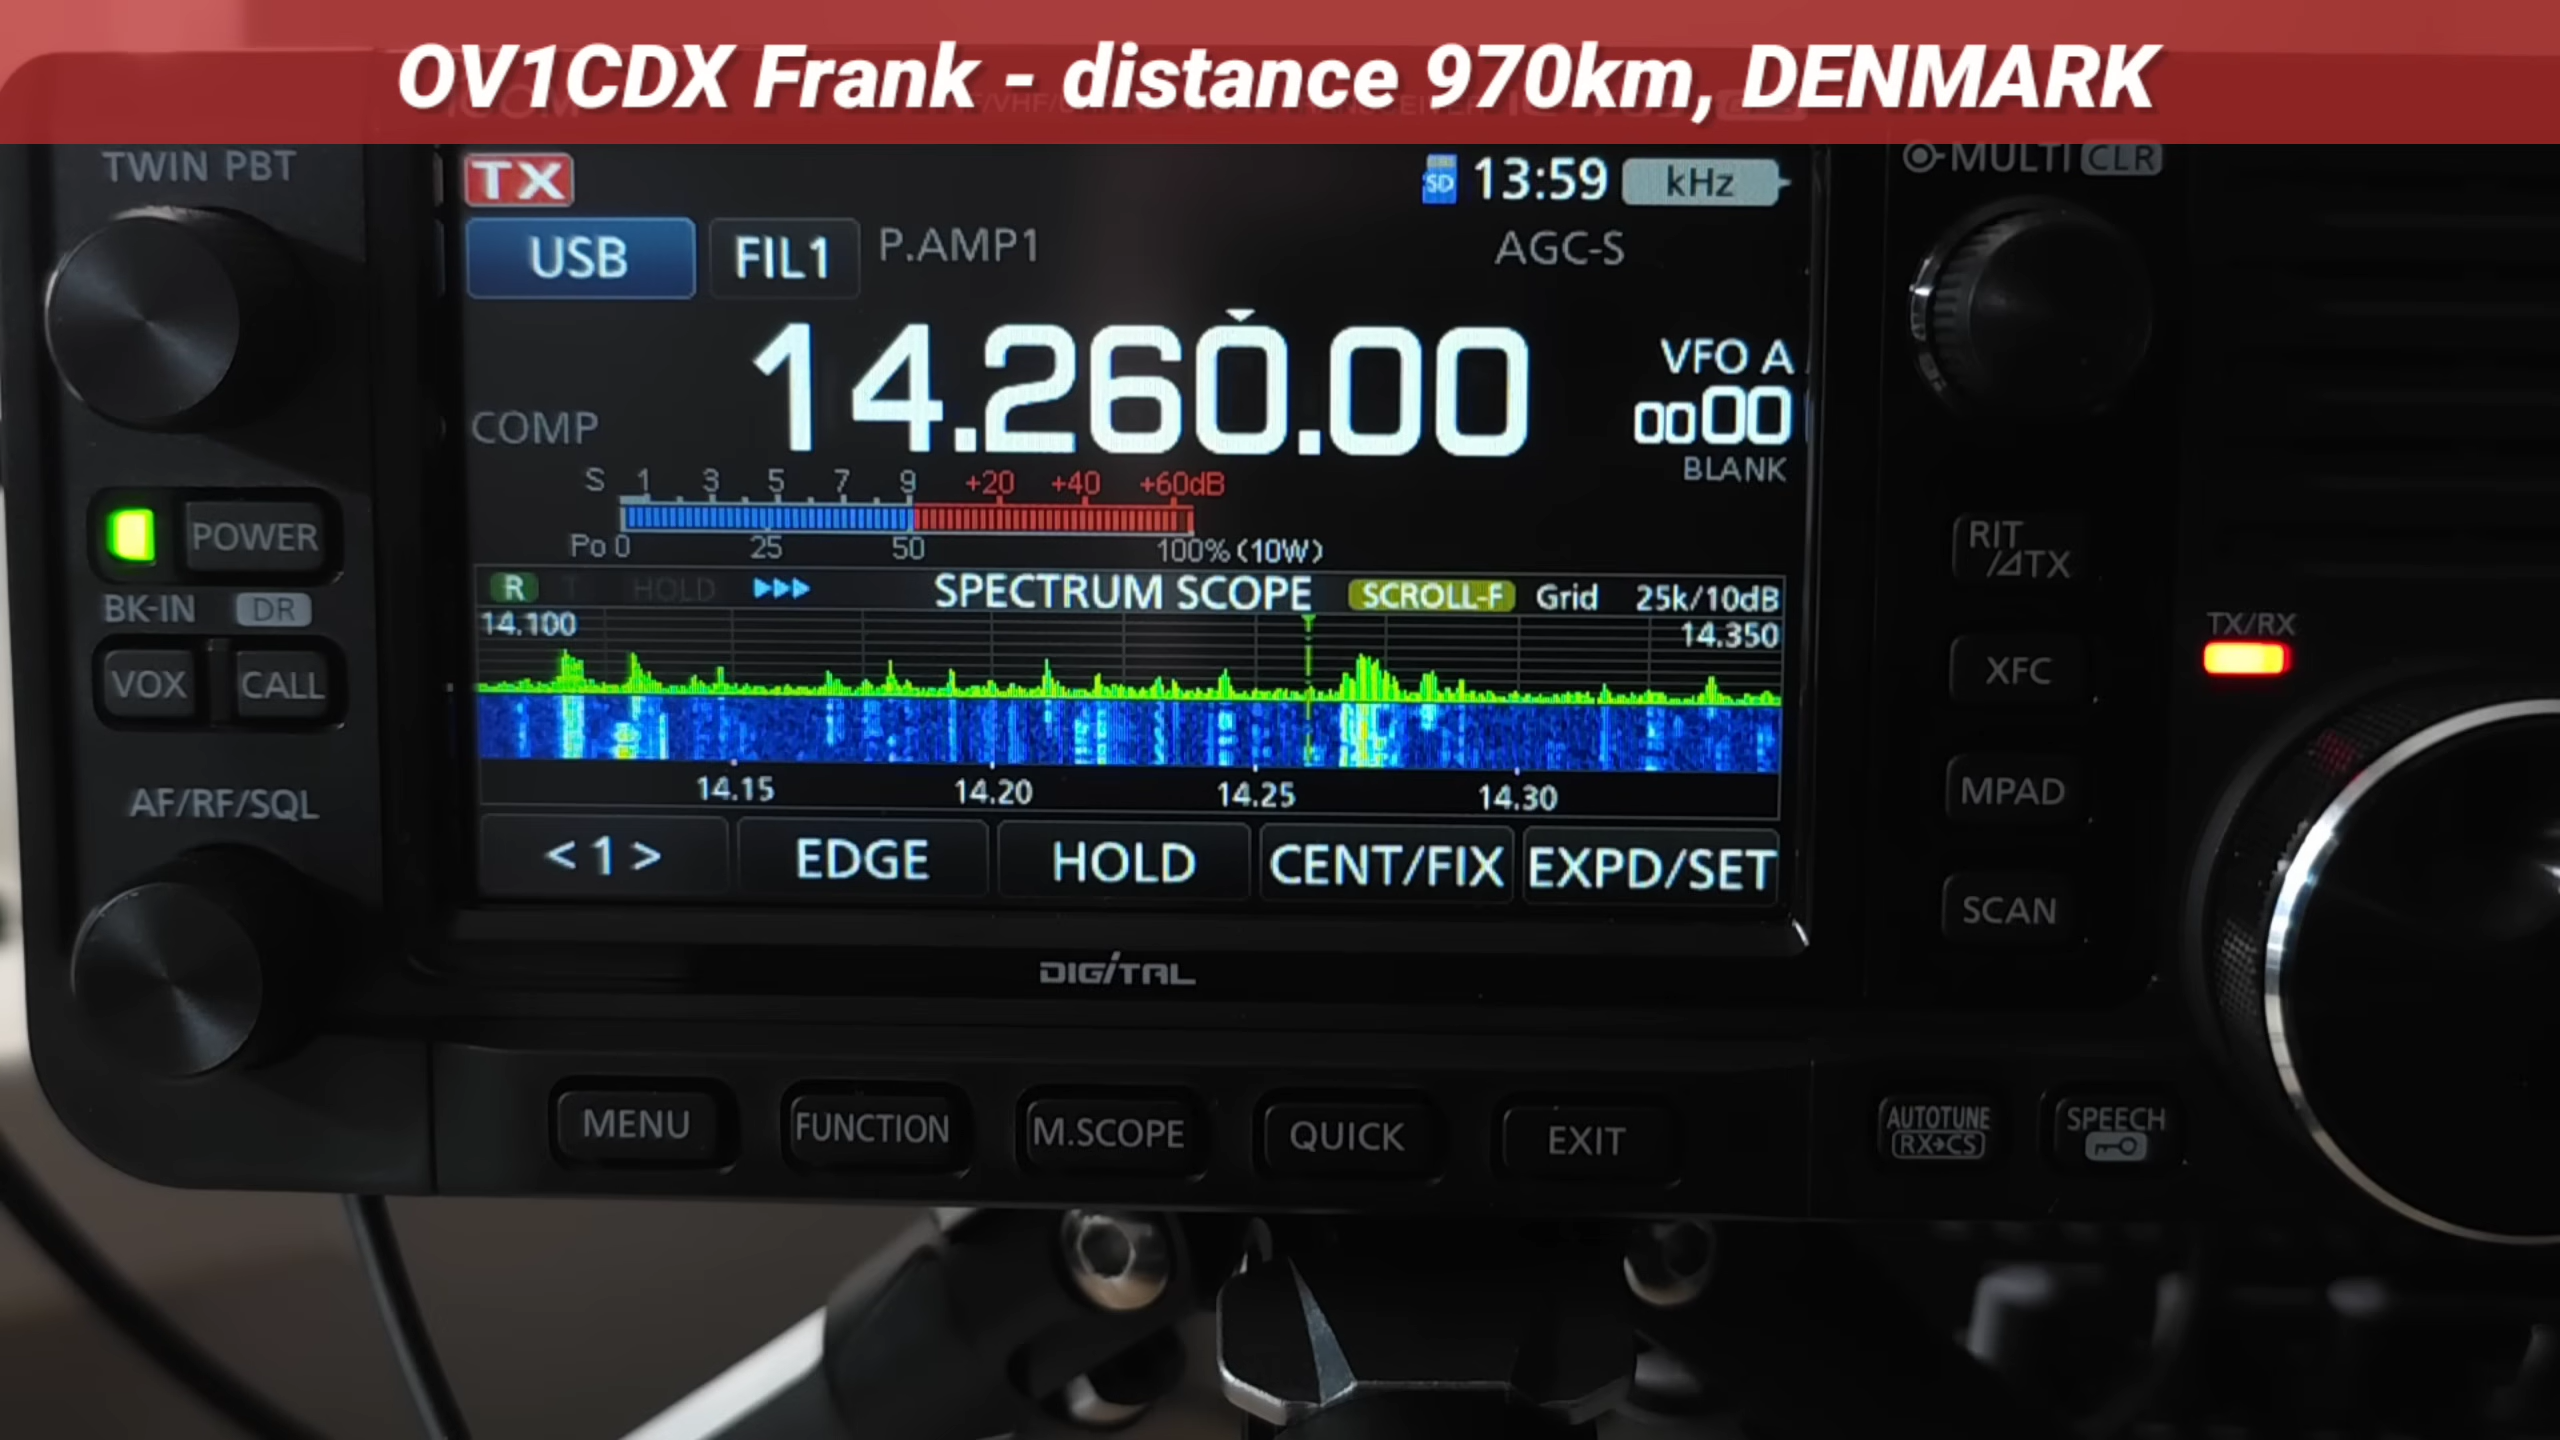 OV1CDX Frank - distance 970km, DENMARK
TWIN PBT
MULTI CLR
TX
SD 13:59 kHz
USB FIL1 P.AMP1 AGC-S
14.260.00
VFO A
0000
BLANK
COMP
S 1 3 5 7 9 +20 +40 +60dB
Po 0 25 50 100% (10W)
R T HOLD SPECTRUM SCOPE SCROLL-F Grid 25k/10dB
14.100 14.350
14.15 14.20 14.25 14.30
< 1 > EDGE HOLD CENT/FIX EXPD/SET
DIGITAL
POWER
BK-IN DR
VOX CALL
AF/RF/SQL
RIT
/⊿TX
TX/RX
XFC
MPAD
SCAN
MENU FUNCTION M.SCOPE QUICK EXIT
AUTOTUNE
RX→CS
SPEECH